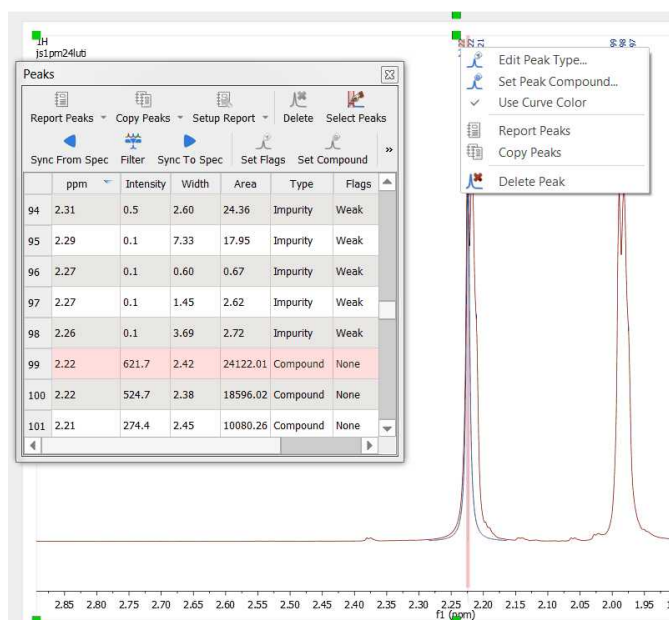 1H
js1pm24luti
22
22
21
99
98
97
Peaks
Report Peaks Copy Peaks Setup Report Delete Select Peaks
Sync From Spec Filter Sync To Spec Set Flags Set Compound »
ppm Intensity Width Area Type Flags
94 2.31 0.5 2.60 24.36 Impurity Weak
95 2.29 0.1 7.33 17.95 Impurity Weak
96 2.27 0.1 0.60 0.67 Impurity Weak
97 2.27 0.1 1.45 2.62 Impurity Weak
98 2.26 0.1 3.69 2.72 Impurity Weak
99 2.22 621.7 2.42 24122.01 Compound None
100 2.22 524.7 2.38 18596.02 Compound None
101 2.21 274.4 2.45 10080.26 Compound None
Edit Peak Type...
Set Peak Compound...
Use Curve Color
Report Peaks
Copy Peaks
Delete Peak
2.85 2.80 2.75 2.70 2.65 2.60 2.55 2.50 2.45 2.40 2.35 2.30 2.25 2.20 2.15 2.10 2.05 2.00 1.95
f1 (ppm)